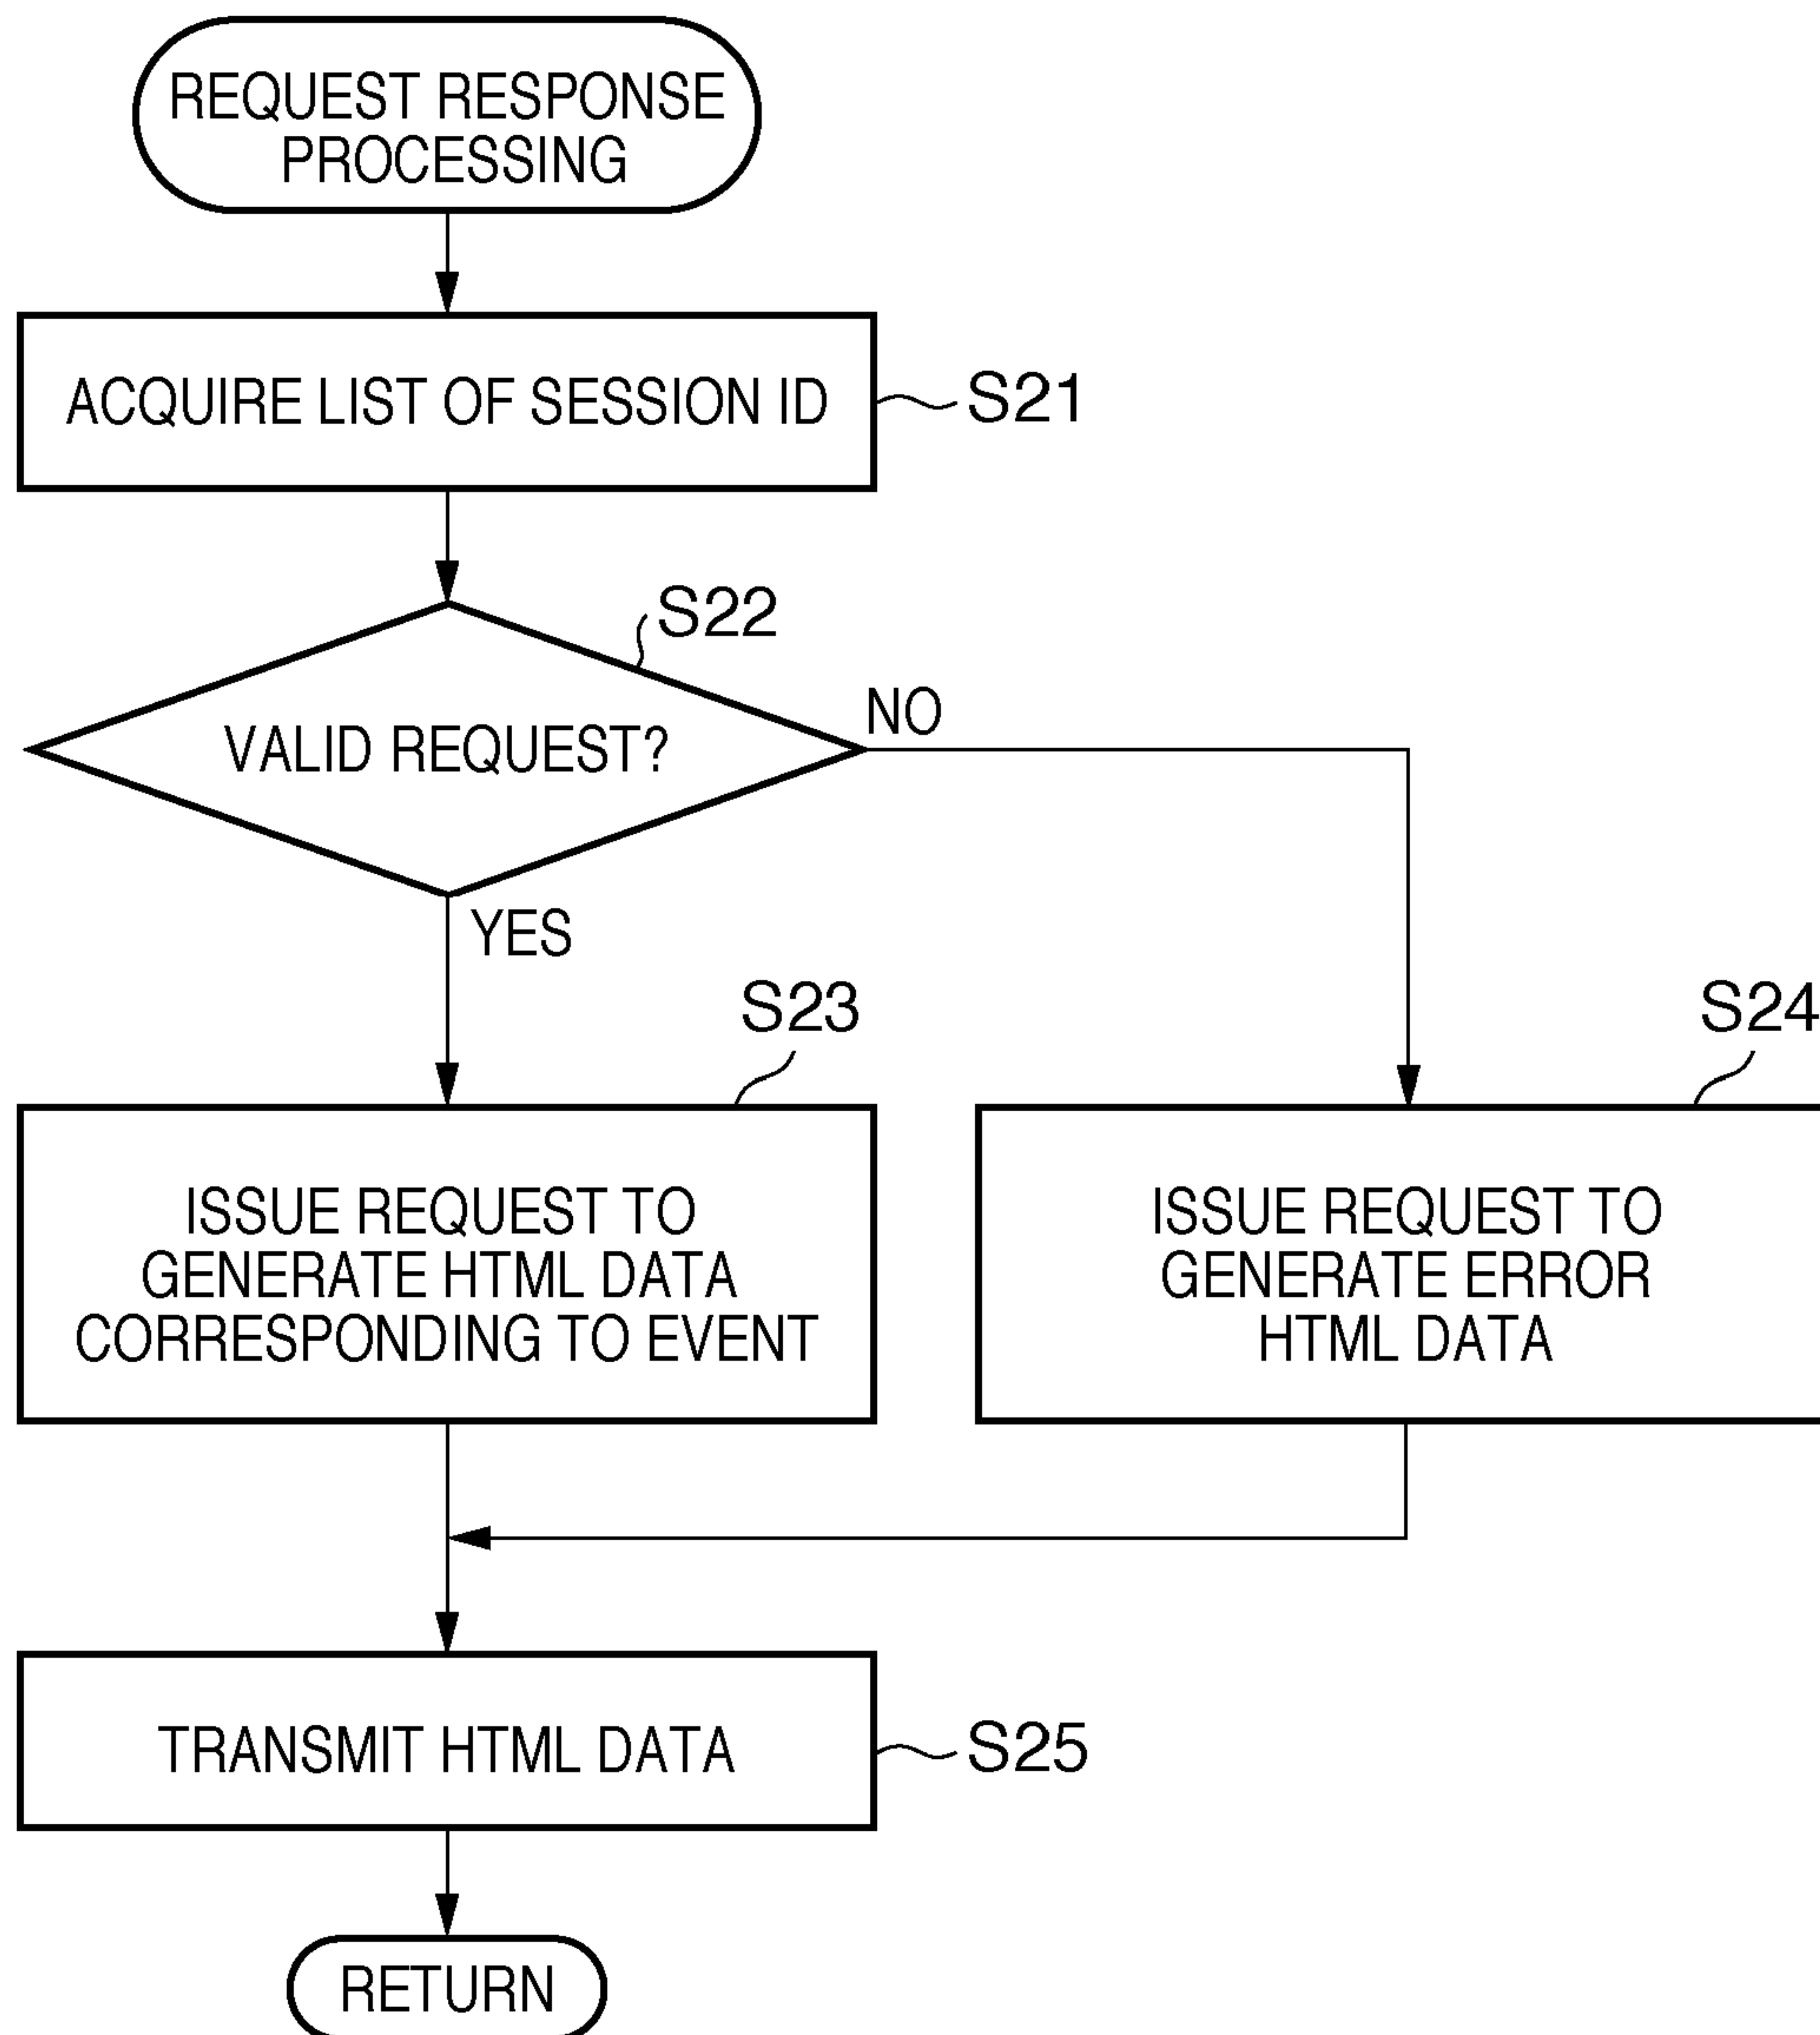 REQUEST RESPONSE
PROCESSING
ACQUIRE LIST OF SESSION ID
S21
S22
VALID REQUEST?
NO
YES
S23
S24
ISSUE REQUEST TO
GENERATE HTML DATA
CORRESPONDING TO EVENT
ISSUE REQUEST TO
GENERATE ERROR
HTML DATA
TRANSMIT HTML DATA
S25
RETURN